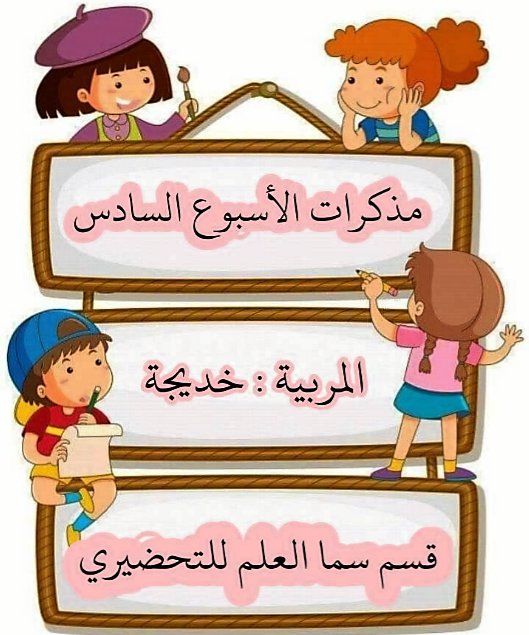 مذكرات الأسبوع السادس
المربية : خديجة
قسم سما العلم للتحضيري